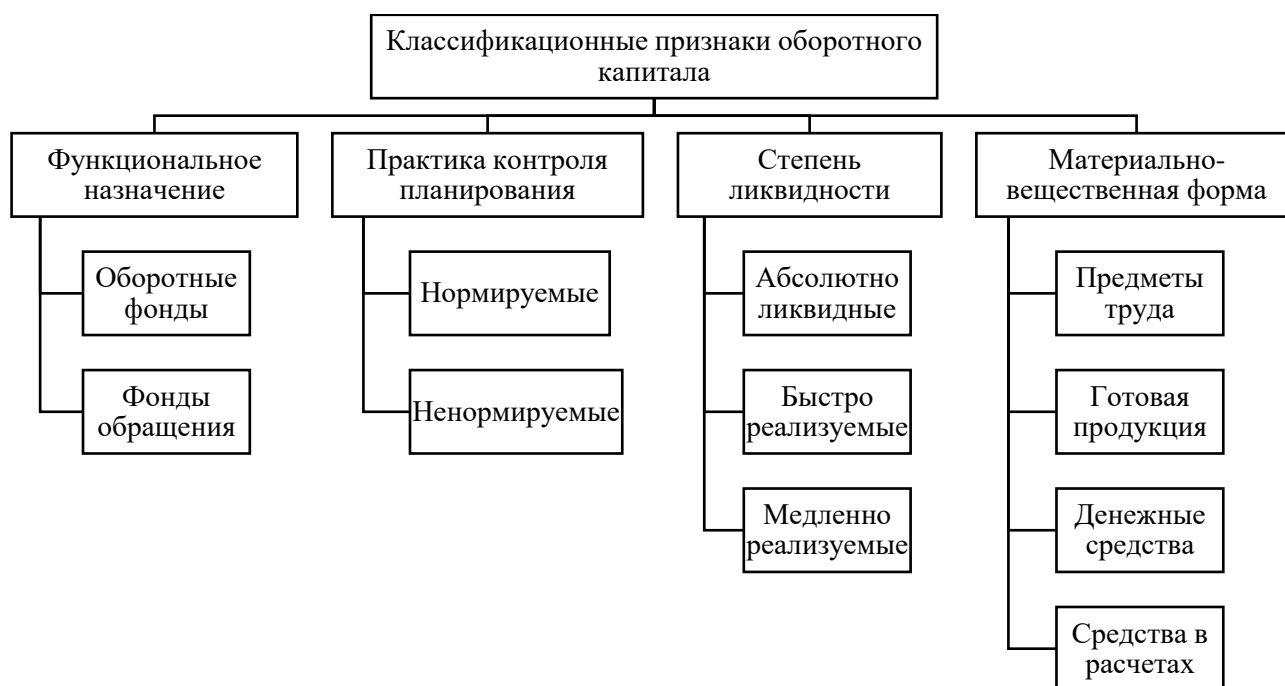 Классификационные признаки оборотного
капитала
Функциональное
назначение
Практика контроля
планирования
Степень
ликвидности
Материально-
вещественная форма
Оборотные
фонды
Фонды
обращения
Нормируемые
Ненормируемые
Абсолютно
ликвидные
Быстро
реализуемые
Медленно
реализуемые
Предметы
труда
Готовая
продукция
Денежные
средства
Средства в
расчетах